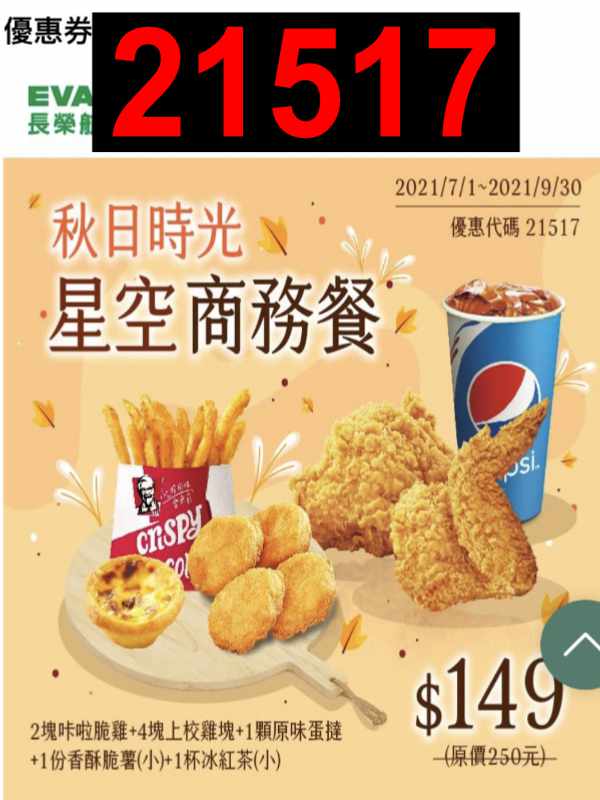 優惠券
21517
EVA
長榮航
2021/7/1~2021/9/30
優惠代碼 21517
秋日時光
星空商務餐
crispy
psi.
$149
(原價250元)
2塊咔啦脆雞+4塊上校雞塊+1顆原味蛋撻
+1份香酥脆薯(小)+1杯冰紅茶(小)